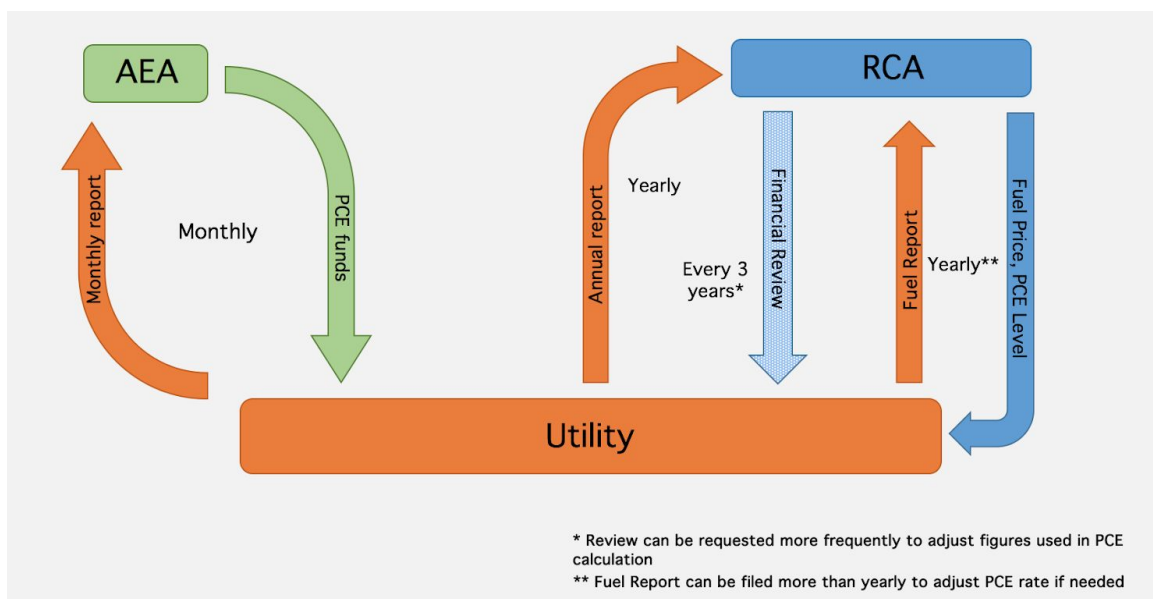 AEA
RCA
Monthly report
Monthly
PCE funds
Annual report
Yearly
Every 3
years*
Financial Review
Fuel Report
Yearly**
Fuel Price, PCE Level
Utility
* Review can be requested more frequently to adjust figures used in PCE
calculation
** Fuel Report can be filed more than yearly to adjust PCE rate if needed